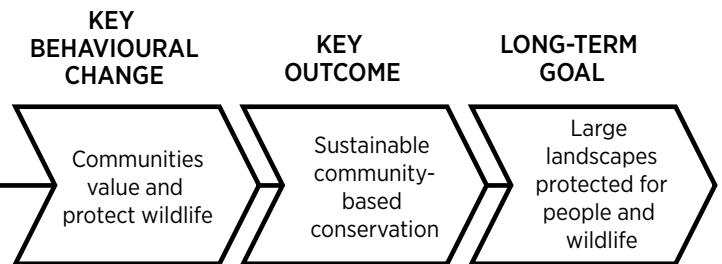 KEY
BEHAVIOURAL
CHANGE
KEY
OUTCOME
LONG-TERM
GOAL
Communities
value and
protect wildlife
Sustainable
community-
based
conservation
Large
landscapes
protected for
people and
wildlife